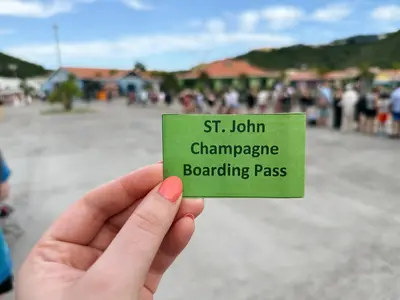 ST. John
Champagne
Boarding Pass